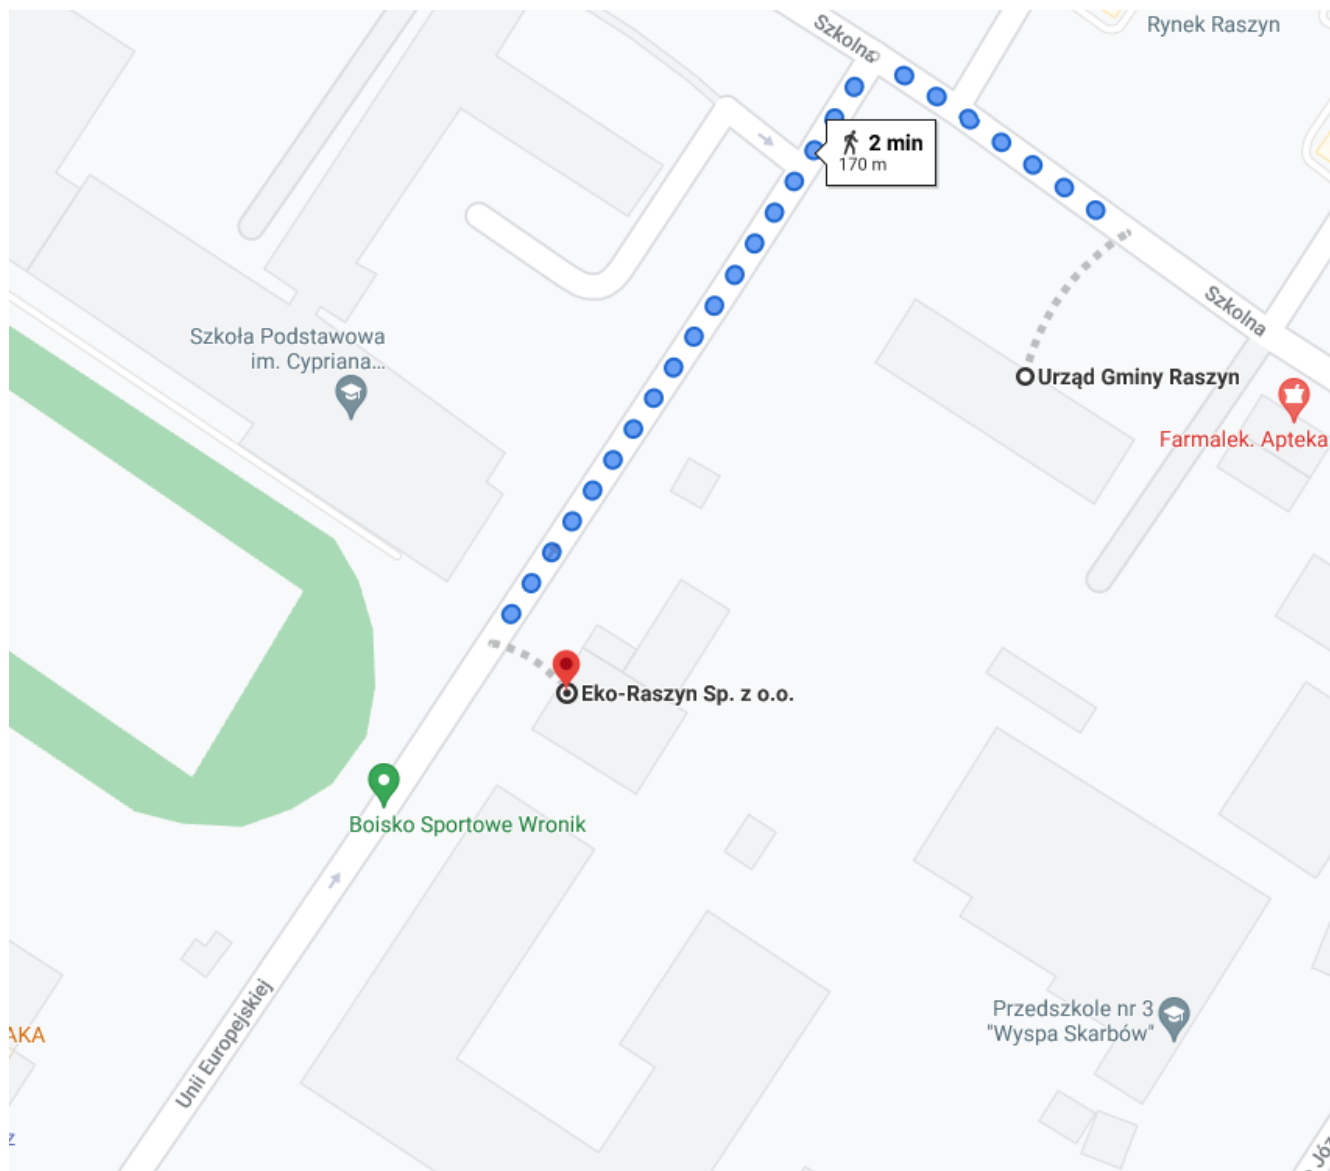 Szkolna
Rynek Raszyn
2 min
170 m
Szkolna
Szkoła Podstawowa
im. Cypriana...
Urząd Gminy Raszyn
Farmalek. Apteka
Eko-Raszyn Sp. z o.o.
Boisko Sportowe Wronik
Unii Europejskiej
Przedszkole nr 3
"Wyspa Skarbów"
AKA
z
Józ